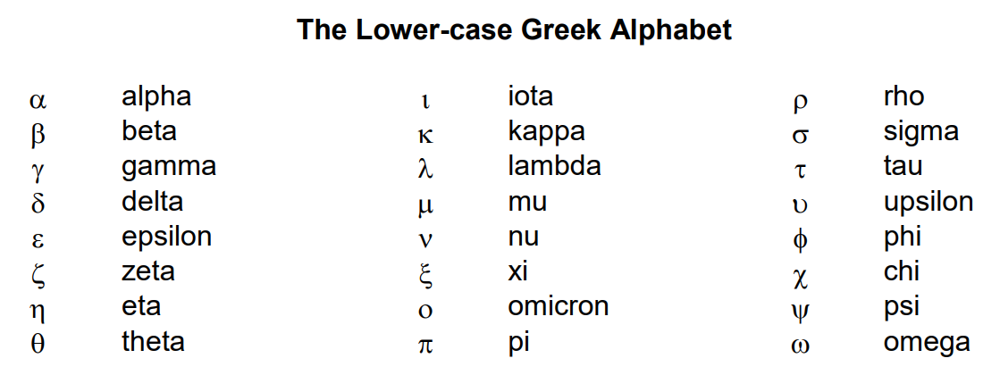 The Lower-case Greek Alphabet
α alpha ι iota ρ rho
β beta κ kappa σ sigma
γ gamma λ lambda τ tau
δ delta μ mu υ upsilon
ε epsilon ν nu ϕ phi
ζ zeta ξ xi χ chi
η eta ο omicron ψ psi
θ theta π pi ω omega